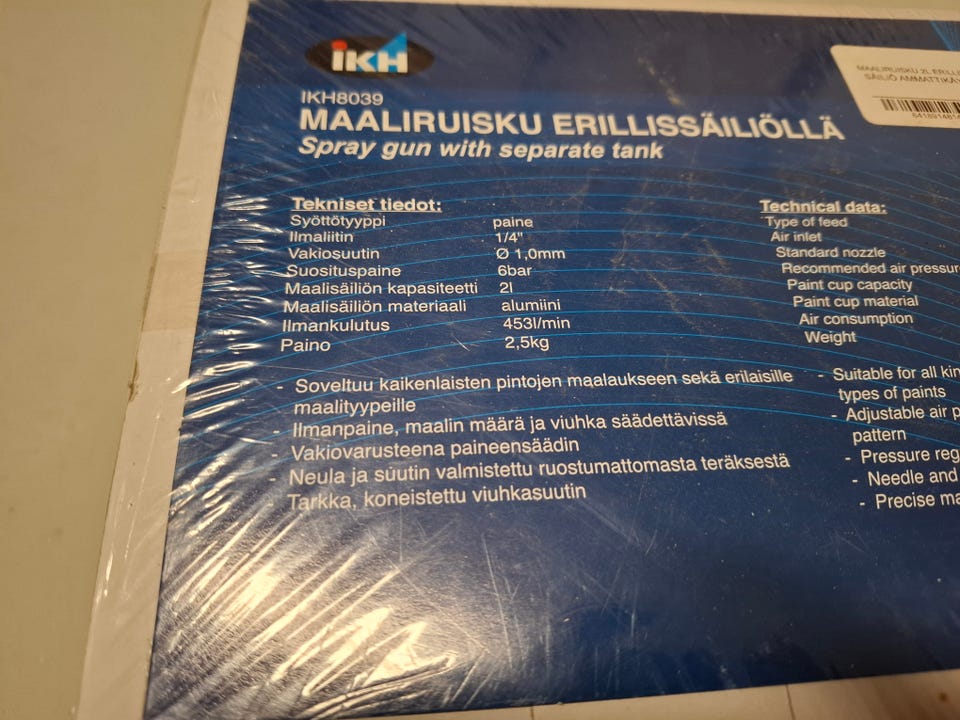 IKH
MAALIRUISKU 2L
SÄILIÖ
IKH8039
MAALIRUISKU ERILLISSÄILIÖLLÄ
Spray gun with separate tank
Tekniset tiedot:
Syöttötyyppi paine
Ilmaliitin 1/4"
Vakiosuutin Ø 1,0mm
Suosituspaine 6bar
Maalisäiliön kapasiteetti 2l
Maalisäiliön materiaali alumiini
Ilmankulutus 453l/min
Paino 2,5kg
Technical data:
Type of feed
Air inlet
Standard nozzle
Recommended air pressure
Paint cup capacity
Paint cup material
Air consumption
Weight
- Soveltuu kaikenlaisten pintojen maalaukseen sekä erilaisille
maalityypeille
- Ilmanpaine, maalin määrä ja viuhka säädettävissä
- Vakiovarusteena paineensäädin
- Neula ja suutin valmistettu ruostumattomasta teräksestä
Tarkka, koneistettu viuhkasuutin
- Suitable for all
types of paints
- Adjustable air
pattern
- Pressure
- Needle and
- Precise